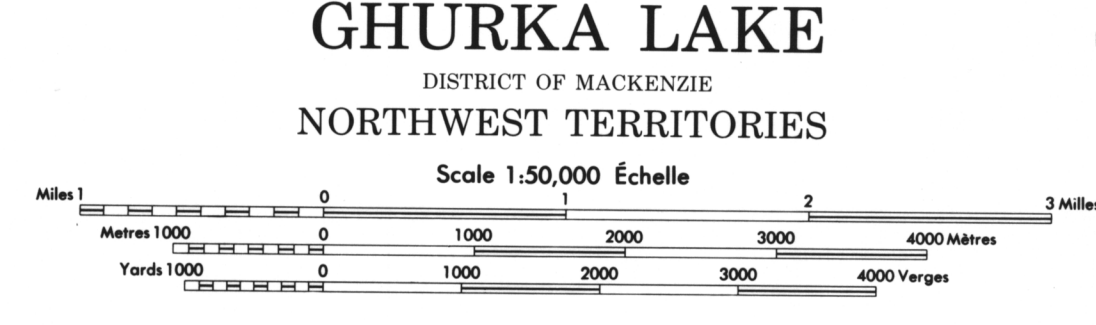 GHURKA LAKE
DISTRICT OF MACKENZIE
NORTHWEST TERRITORIES
Scale 1:50,000 Échelle
Miles 1 0 1 2 3 Milles
Metres 1000 0 1000 2000 3000 4000 Mètres
Yards 1000 0 1000 2000 3000 4000 Verges